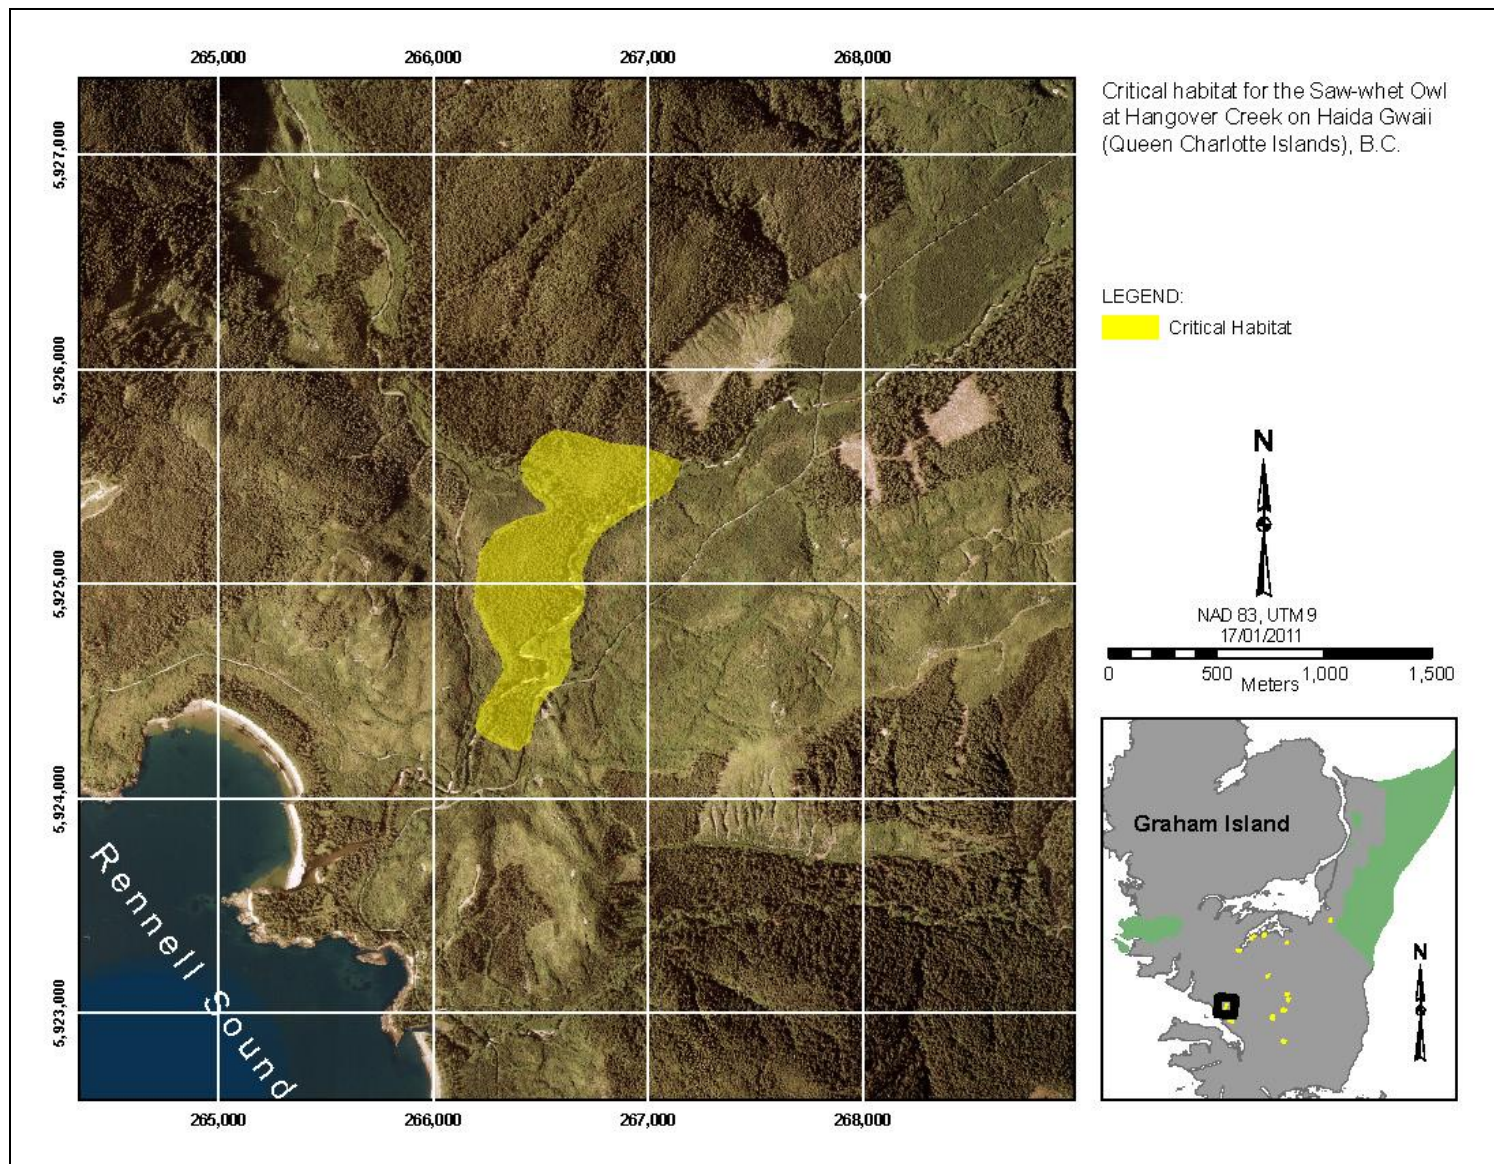 265,000 266,000 267,000 268,000
5,927,000
5,926,000
5,925,000
5,924,000
5,923,000
Rennell Sound
265,000 266,000 267,000 268,000
Critical habitat for the Saw-whet Owl
at Hangover Creek on Haida Gwaii
(Queen Charlotte Islands), B.C.
LEGEND:
Critical Habitat
N
NAD 83, UTM 9
17/01/2011
0 500 1,000 1,500
Meters
Graham Island
N